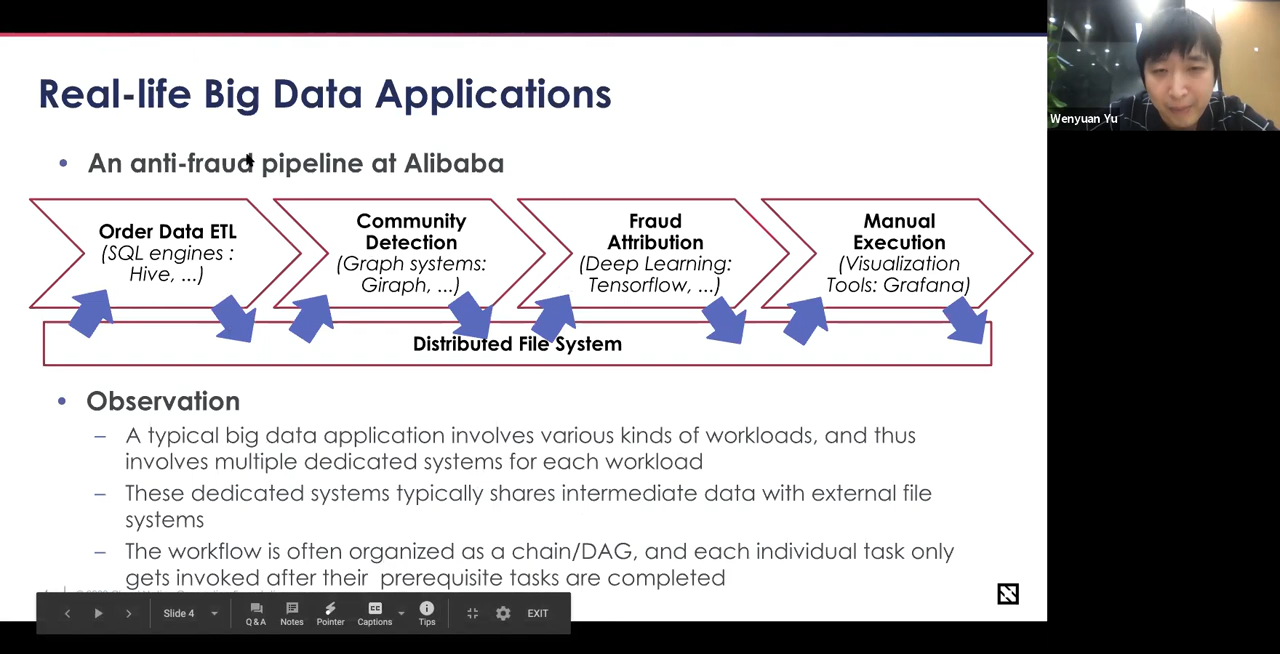 Real-life Big Data Applications
Wenyuan Yu
• An anti-fraud pipeline at Alibaba
Order Data ETL
(SQL engines :
Hive, ...)
Community
Detection
(Graph systems:
Giraph, ...)
Fraud
Attribution
(Deep Learning:
Tensorflow, ...)
Manual
Execution
(Visualization
Tools: Grafana)
Distributed File System
• Observation
– A typical big data application involves various kinds of workloads, and thus
involves multiple dedicated systems for each workload
– These dedicated systems typically shares intermediate data with external file
systems
– The workflow is often organized as a chain/DAG, and each individual task only
gets invoked after their prerequisite tasks are completed
Slide 4
Q&A
Notes
Pointer
Captions
Tips
EXIT